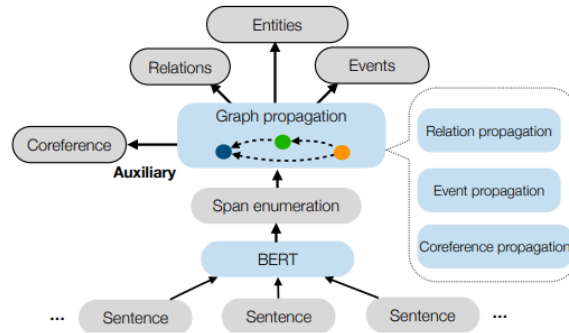 Entities
Relations
Events
Graph propagation
Coreference
Auxiliary
Relation propagation
Event propagation
Coreference propagation
Span enumeration
BERT
...
Sentence
Sentence
Sentence
...